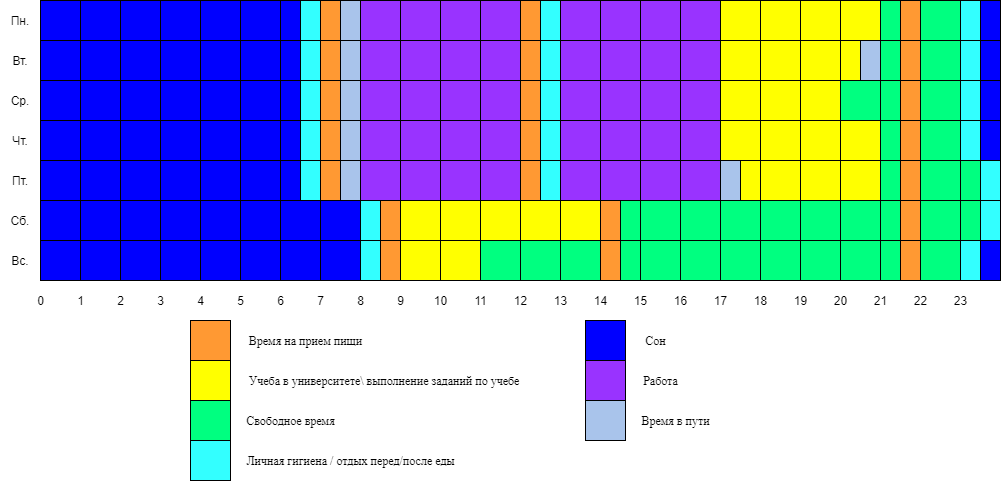 Пн.
Вт.
Ср.
Чт.
Пт.
Сб.
Вс.
0 1 2 3 4 5 6 7 8 9 10 11 12 13 14 15 16 17 18 19 20 21 22 23
Время на прием пищи
Сон
Учеба в университете\ выполнение заданий по учебе
Работа
Свободное время
Время в пути
Личная гигиена / отдых перед/после еды